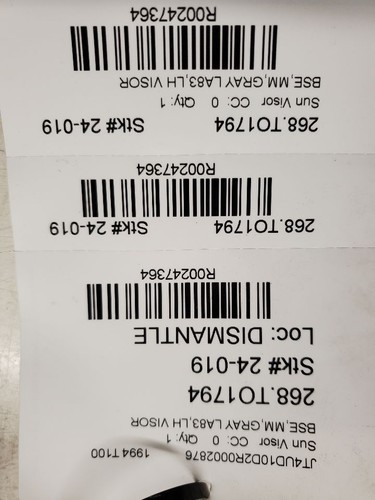 JT4UD10D2R0002876 1994 T100
Sun Visor CC: 0 Qty: 1
BSE,MM,GRAY LA83,LH VISOR
268.TO1794
Stk# 24-019
Loc: DISMANTLE
R00247364
268.TO1794 Stk# 24-019
R00247364
268.TO1794 Stk# 24-019
Sun Visor CC: 0 Qty: 1
BSE,MM,GRAY LA83,LH VISOR
R00247364